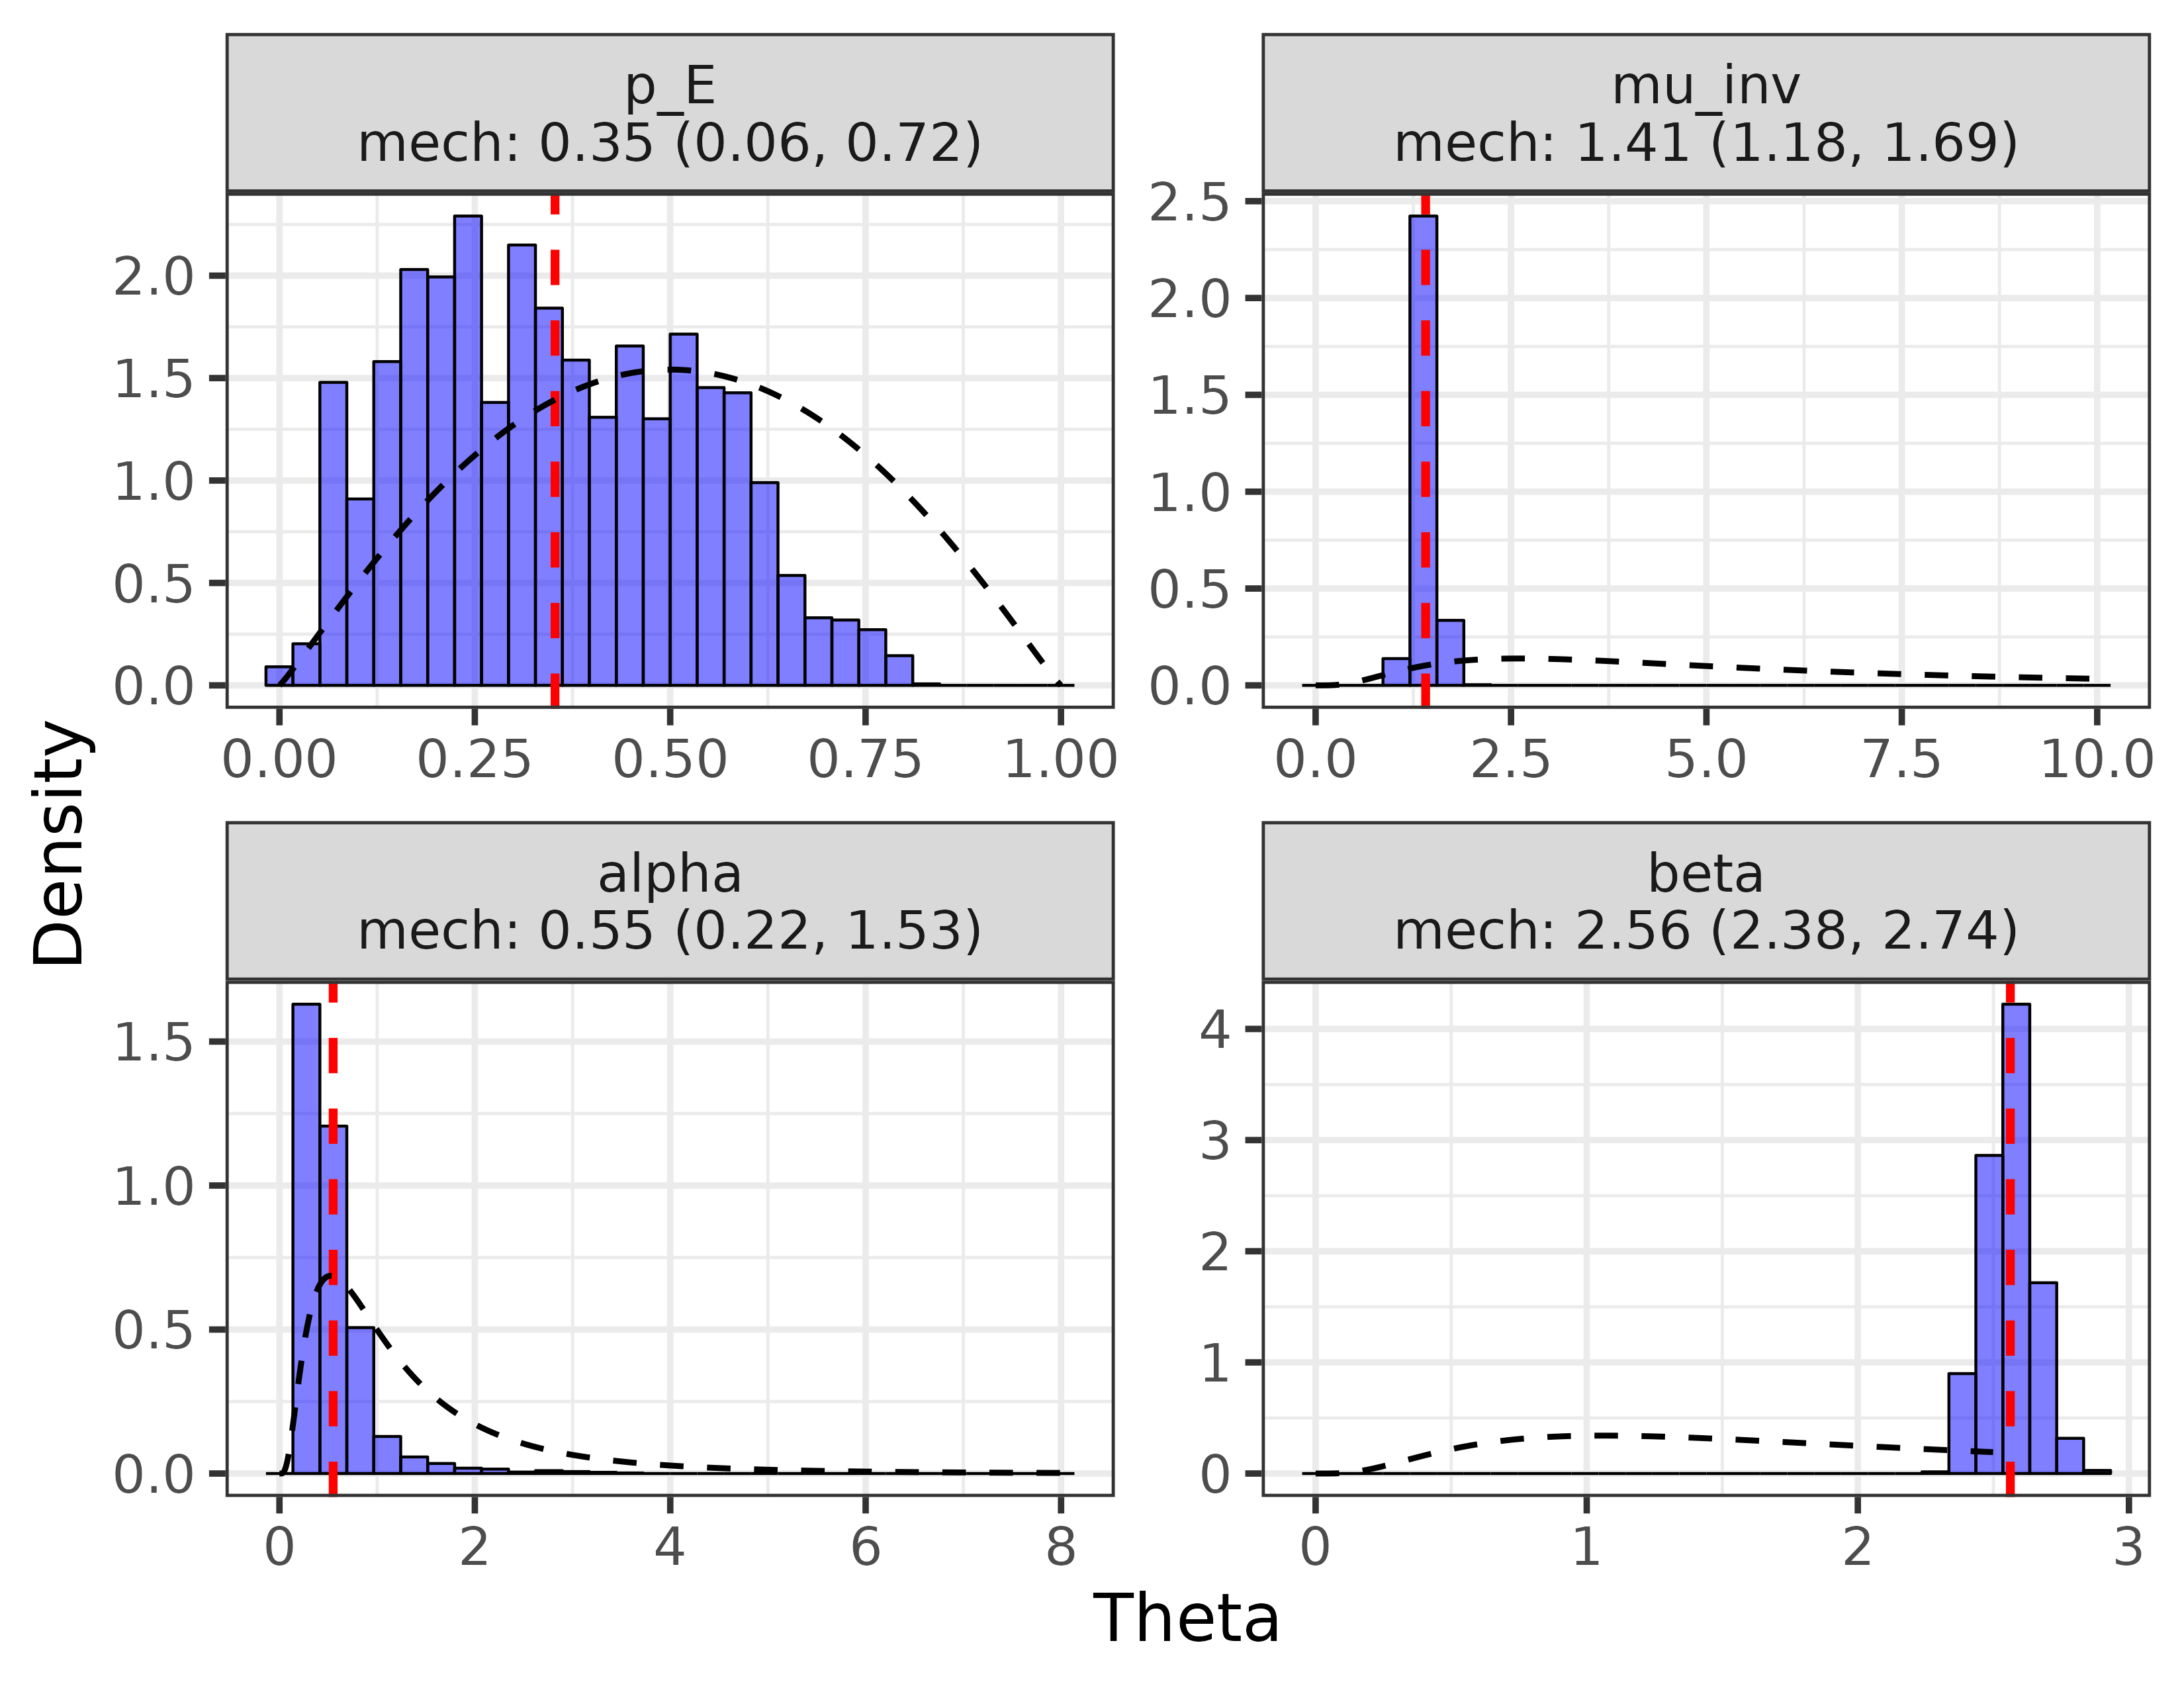 p_E
mech: 0.35 (0.06, 0.72)
mu_inv
mech: 1.41 (1.18, 1.69)
2.0
1.5
1.0
0.5
0.0
0.00 0.25 0.50 0.75 1.00
2.5
2.0
1.5
1.0
0.5
0.0
0.0 2.5 5.0 7.5 10.0
Density
alpha
mech: 0.55 (0.22, 1.53)
beta
mech: 2.56 (2.38, 2.74)
1.5
1.0
0.5
0.0
0 2 4 6 8
4
3
2
1
0
0 1 2 3
Theta